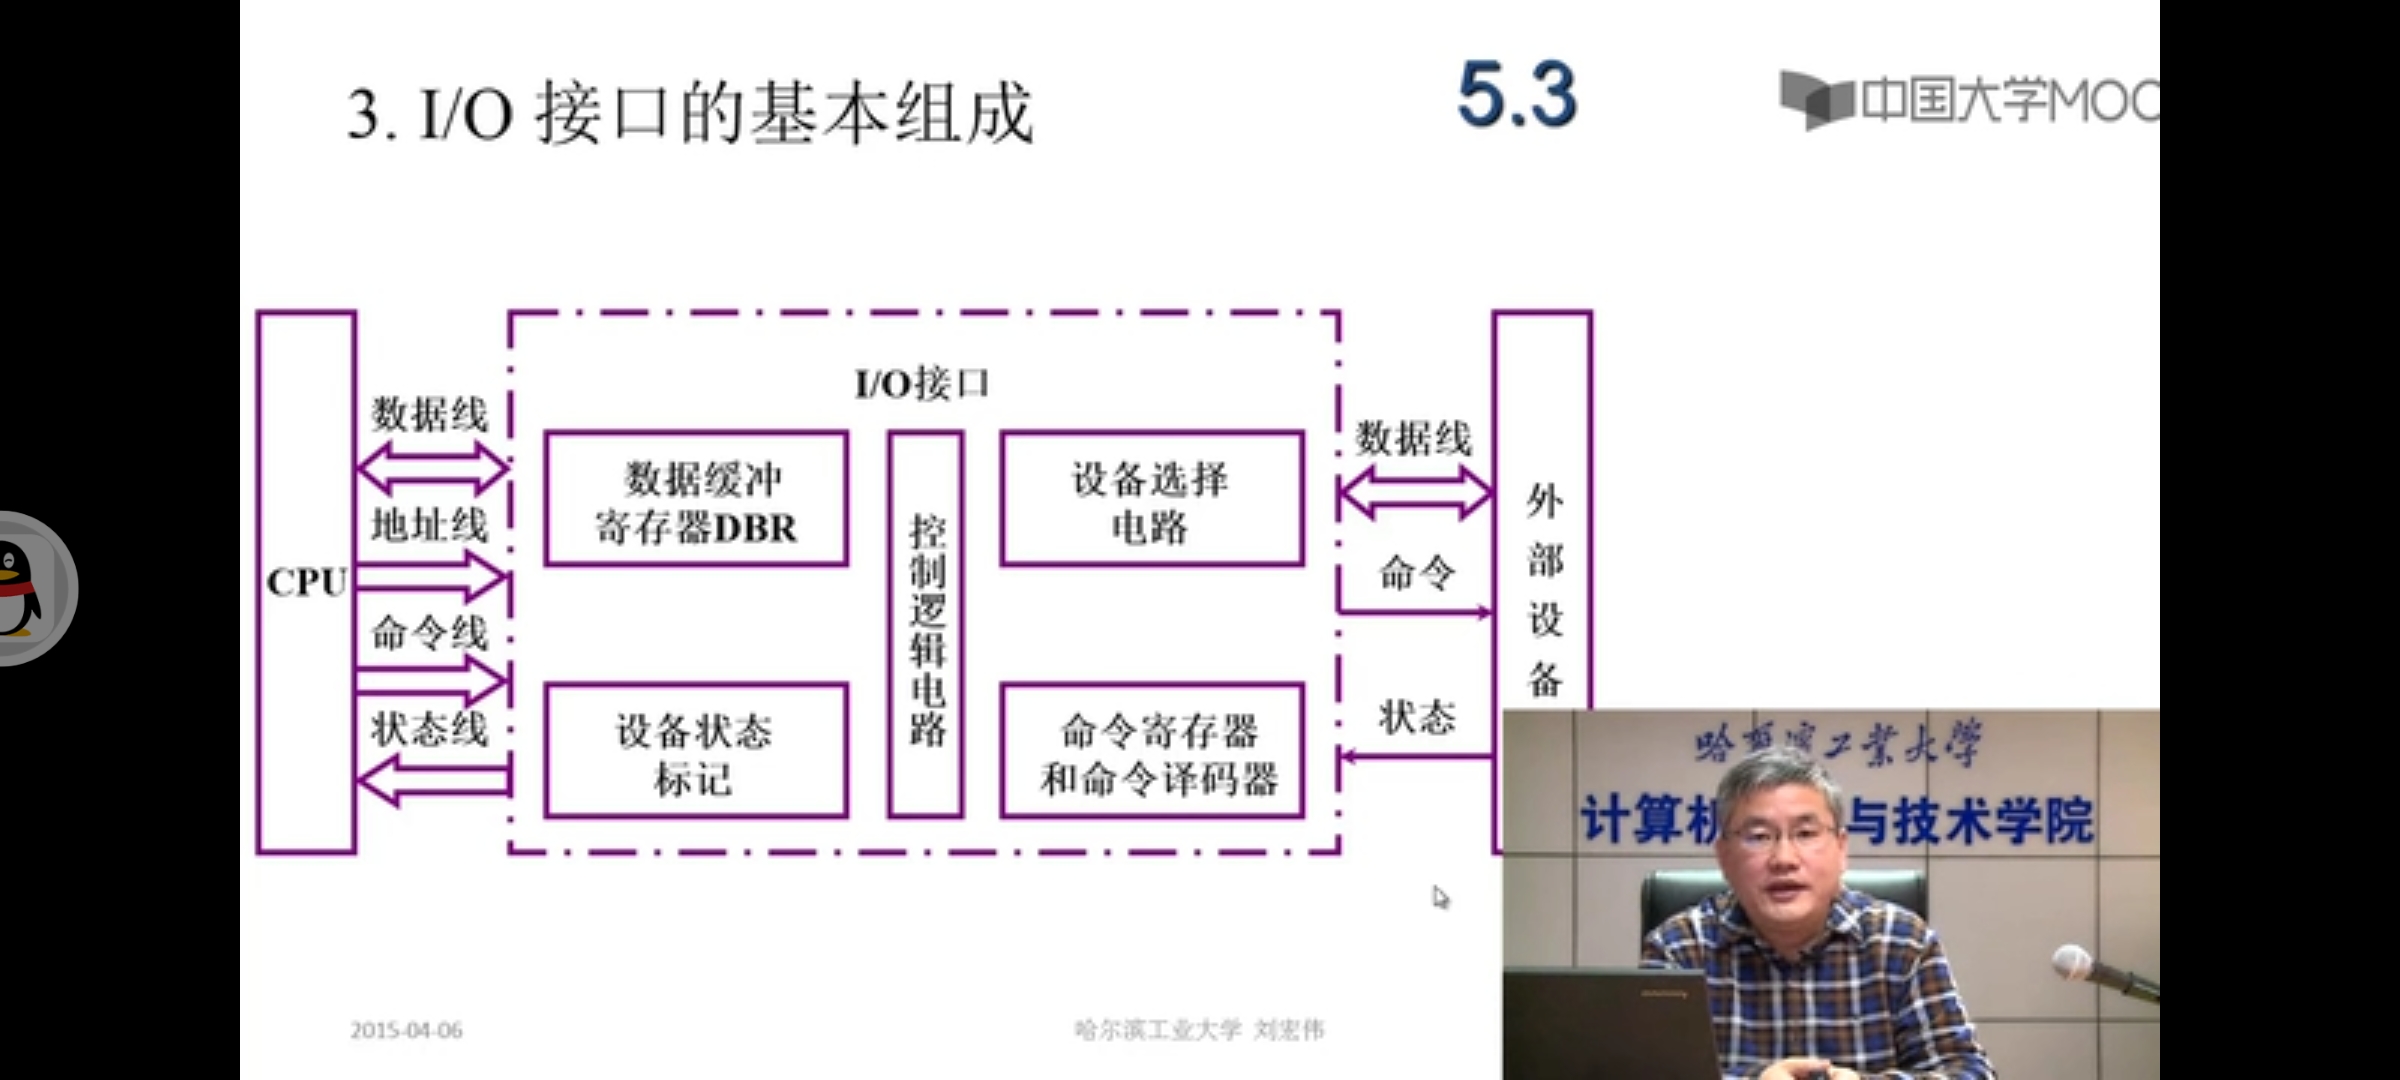 3. I/O 接口的基本组成
5.3
中国大学MOO
I/O接口
数据线
地址线
命令线
状态线
CPU
数据缓冲
寄存器DBR
设备状态
标记
控制逻辑电路
设备选择
电路
命令寄存器
和命令译码器
数据线
命令
状态
外部设备
哈尔滨工业大学
计算机
与技术学院
2015-04-06
哈尔滨工业大学 刘宏伟